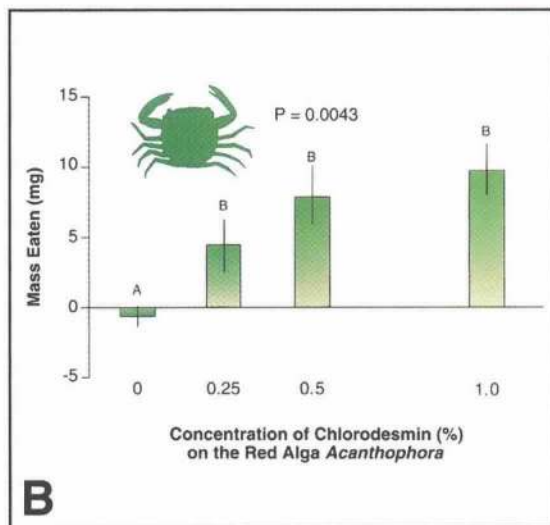 15
P = 0.0043
B
B
10
B
Mass Eaten (mg)
5
A
0
-5
0 0.25 0.5 1.0
Concentration of Chlorodesmin (%)
on the Red Alga Acanthophora
B